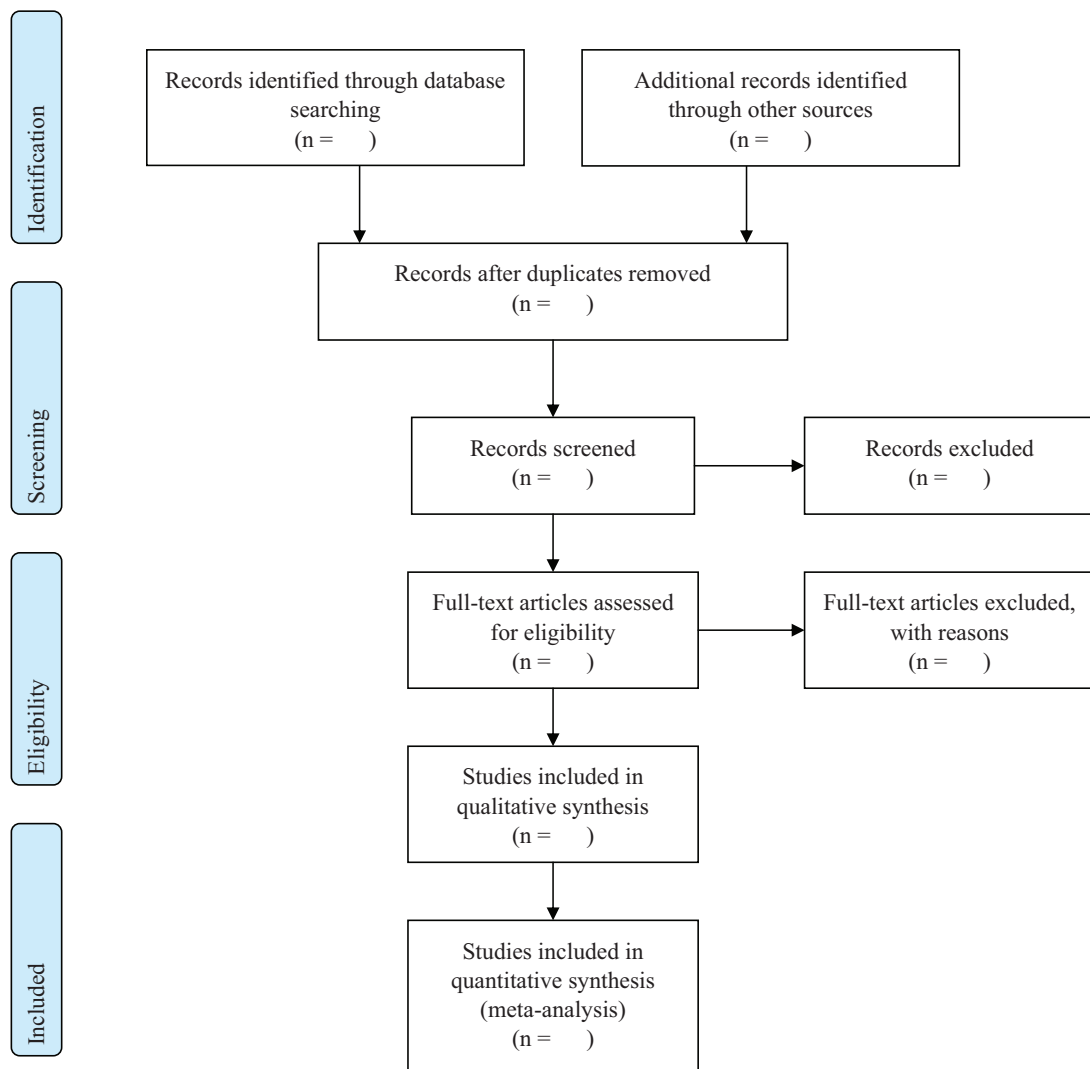 Identification
Records identified through database
searching
(n = )
Additional records identified
through other sources
(n = )
Records after duplicates removed
(n = )
Screening
Records screened
(n = )
Records excluded
(n = )
Eligibility
Full-text articles assessed
for eligibility
(n = )
Full-text articles excluded,
with reasons
(n = )
Studies included in
qualitative synthesis
(n = )
Included
Studies included in
quantitative synthesis
(meta-analysis)
(n = )